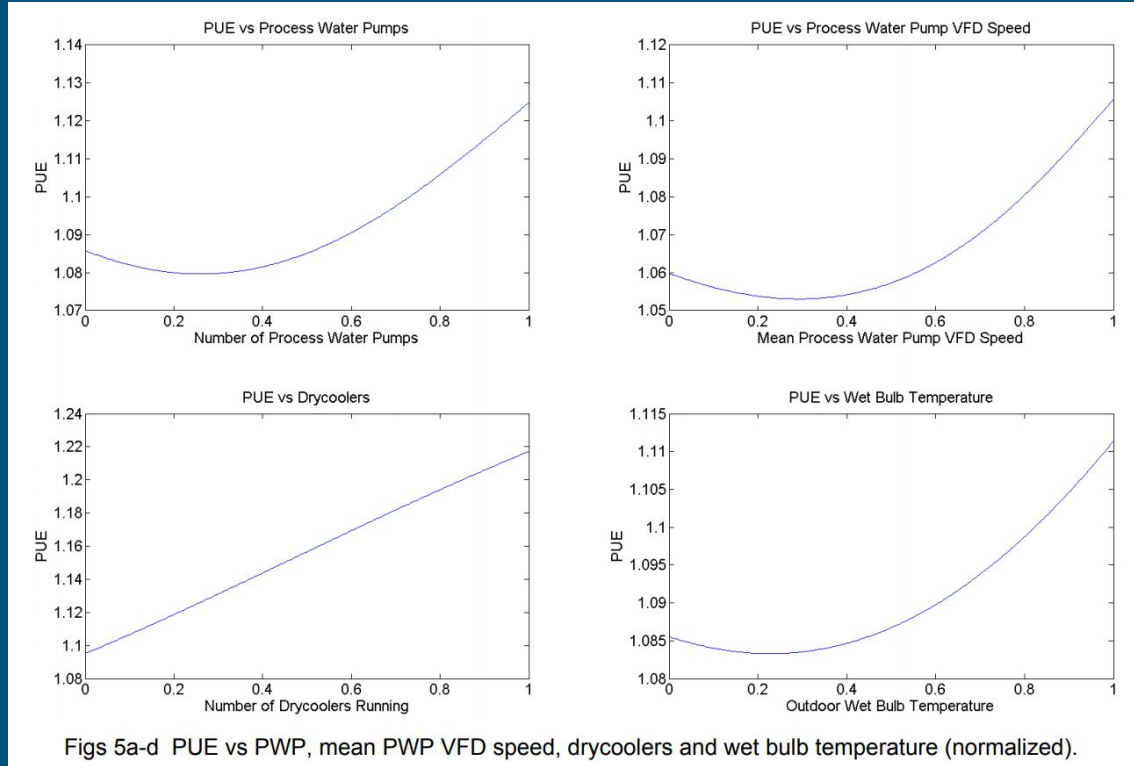 PUE vs Process Water Pumps
1.14
1.13
1.12
1.11
1.1
1.09
1.08
1.07
PUE
0 0.2 0.4 0.6 0.8 1
Number of Process Water Pumps
PUE vs Process Water Pump VFD Speed
1.12
1.11
1.1
1.09
1.08
1.07
1.06
1.05
PUE
0 0.2 0.4 0.6 0.8 1
Mean Process Water Pump VFD Speed
PUE vs Drycoolers
1.24
1.22
1.2
1.18
1.16
1.14
1.12
1.1
1.08
PUE
0 0.2 0.4 0.6 0.8 1
Number of Drycoolers Running
PUE vs Wet Bulb Temperature
1.115
1.11
1.105
1.1
1.095
1.09
1.085
1.08
PUE
0 0.2 0.4 0.6 0.8 1
Outdoor Wet Bulb Temperature
Figs 5a-d PUE vs PWP, mean PWP VFD speed, drycoolers and wet bulb temperature (normalized).